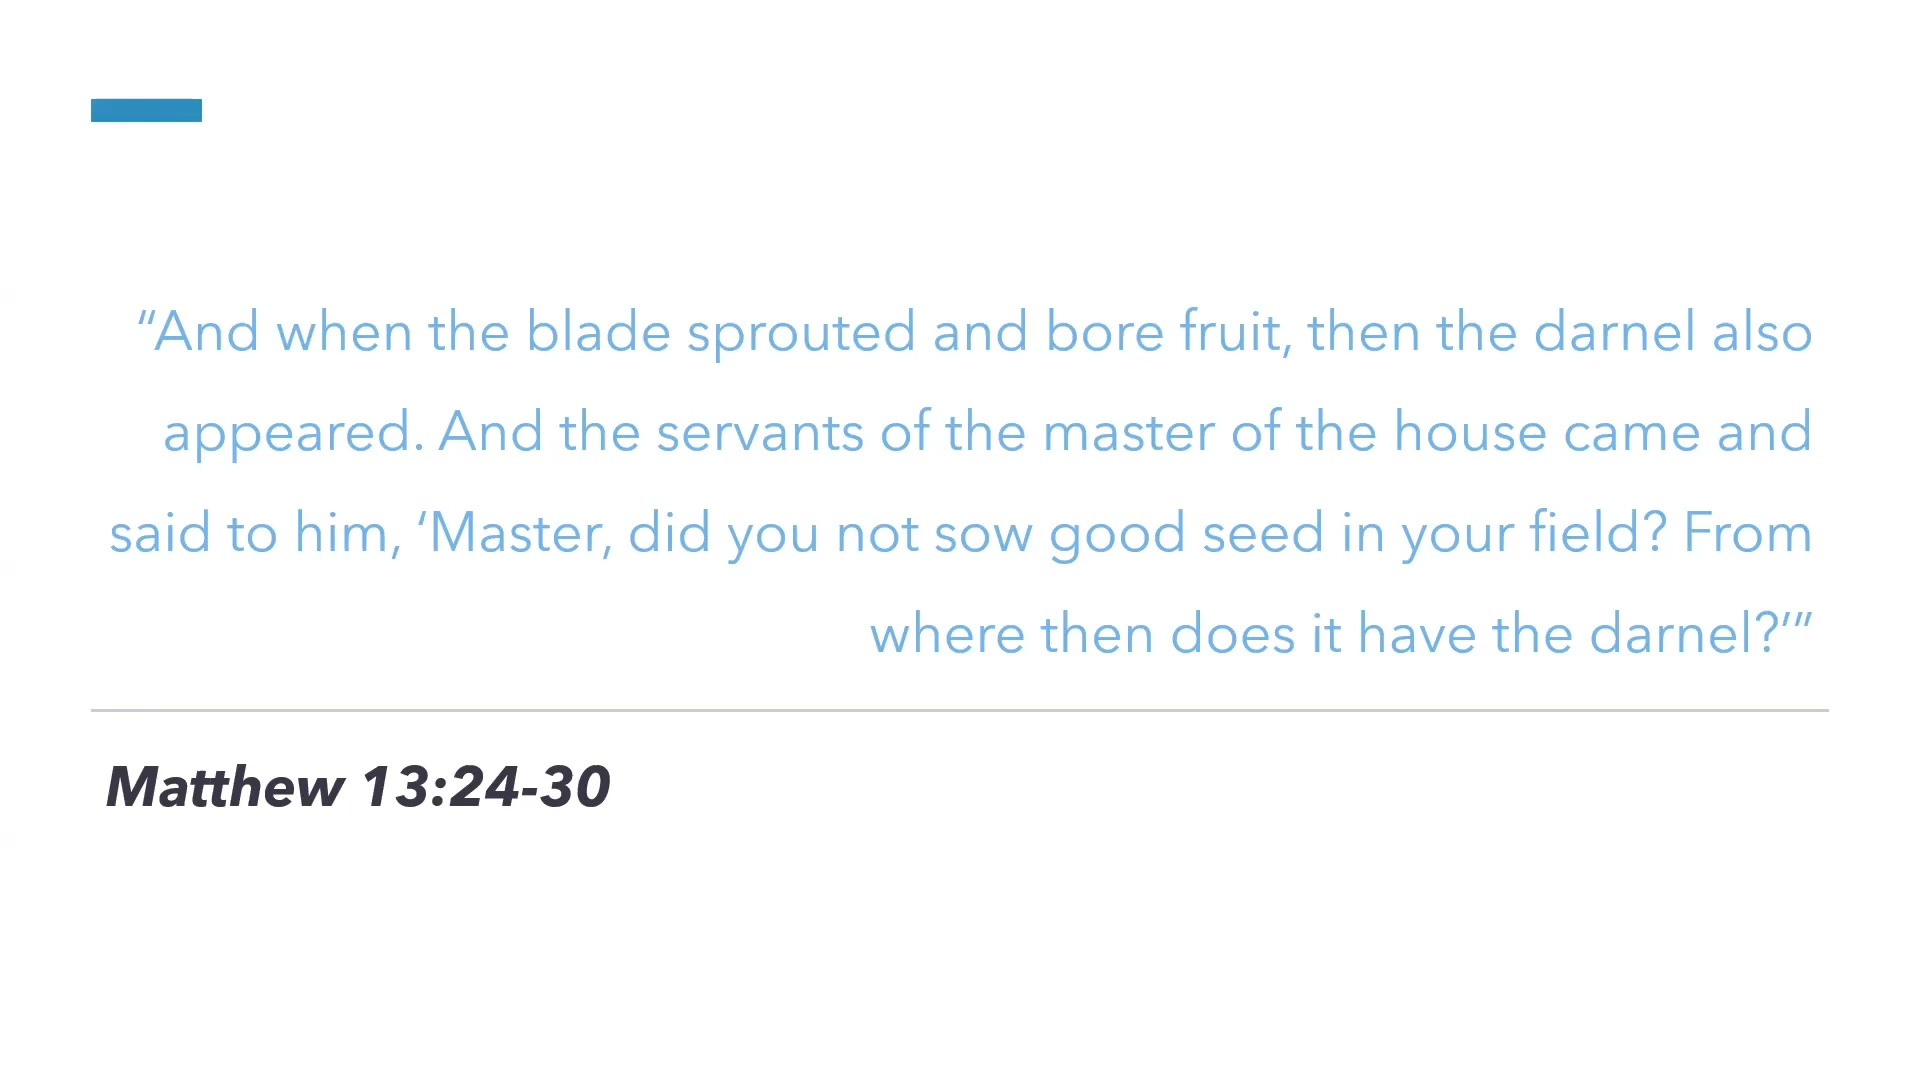 “And when the blade sprouted and bore fruit, then the darnel also
appeared. And the servants of the master of the house came and
said to him, ‘Master, did you not sow good seed in your field? From
where then does it have the darnel?’”
Matthew 13:24-30